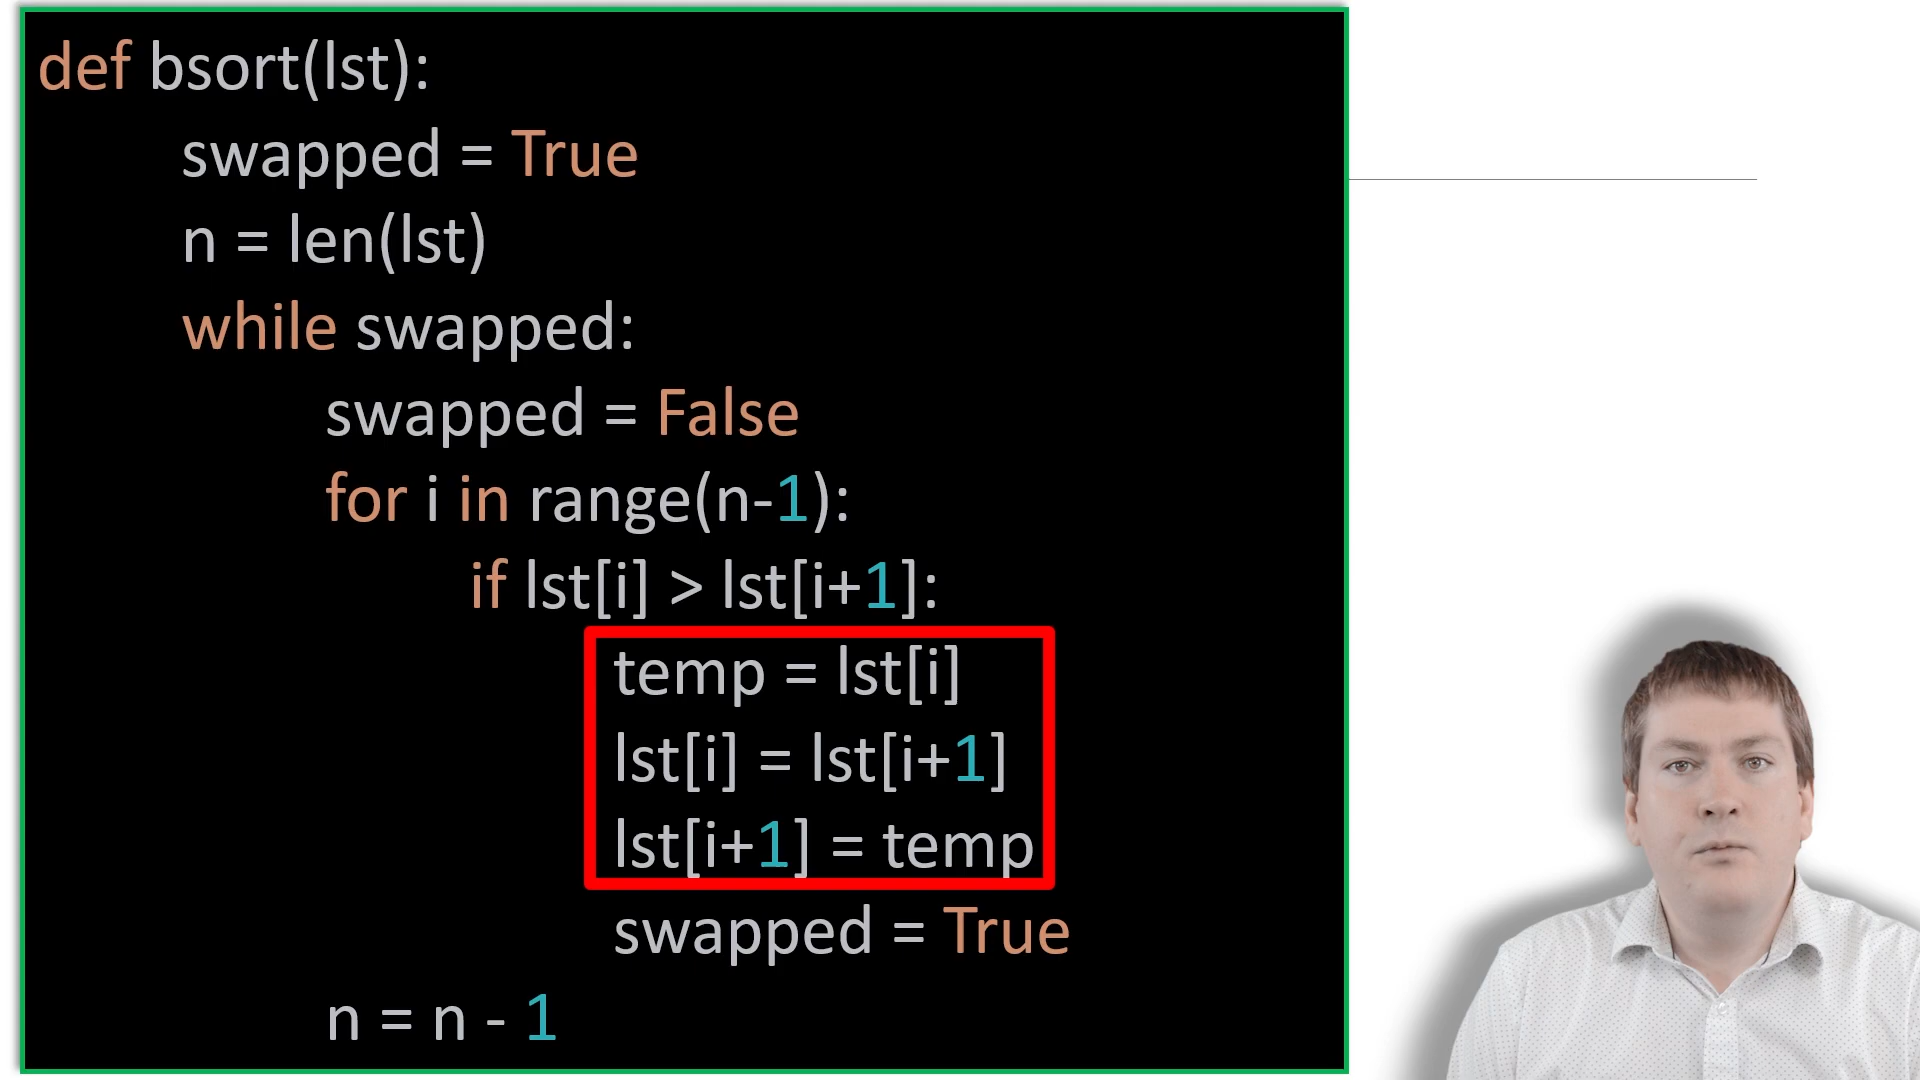 def bsort(lst):
swapped = True
n = len(lst)
while swapped:
swapped = False
for i in range(n-1):
if lst[i] > lst[i+1]:
temp = lst[i]
lst[i] = lst[i+1]
lst[i+1] = temp
swapped = True
n = n - 1